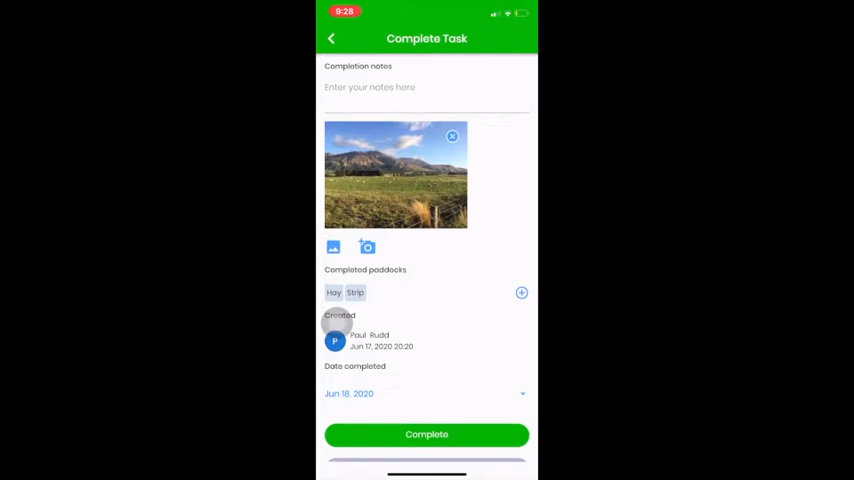 9:28
Complete Task
Completion notes
Enter your notes here
Completed paddocks
Hay Strip
Created
P
Paul Rudd
Jun 17, 2020 20:20
Date completed
Jun 18, 2020
Complete